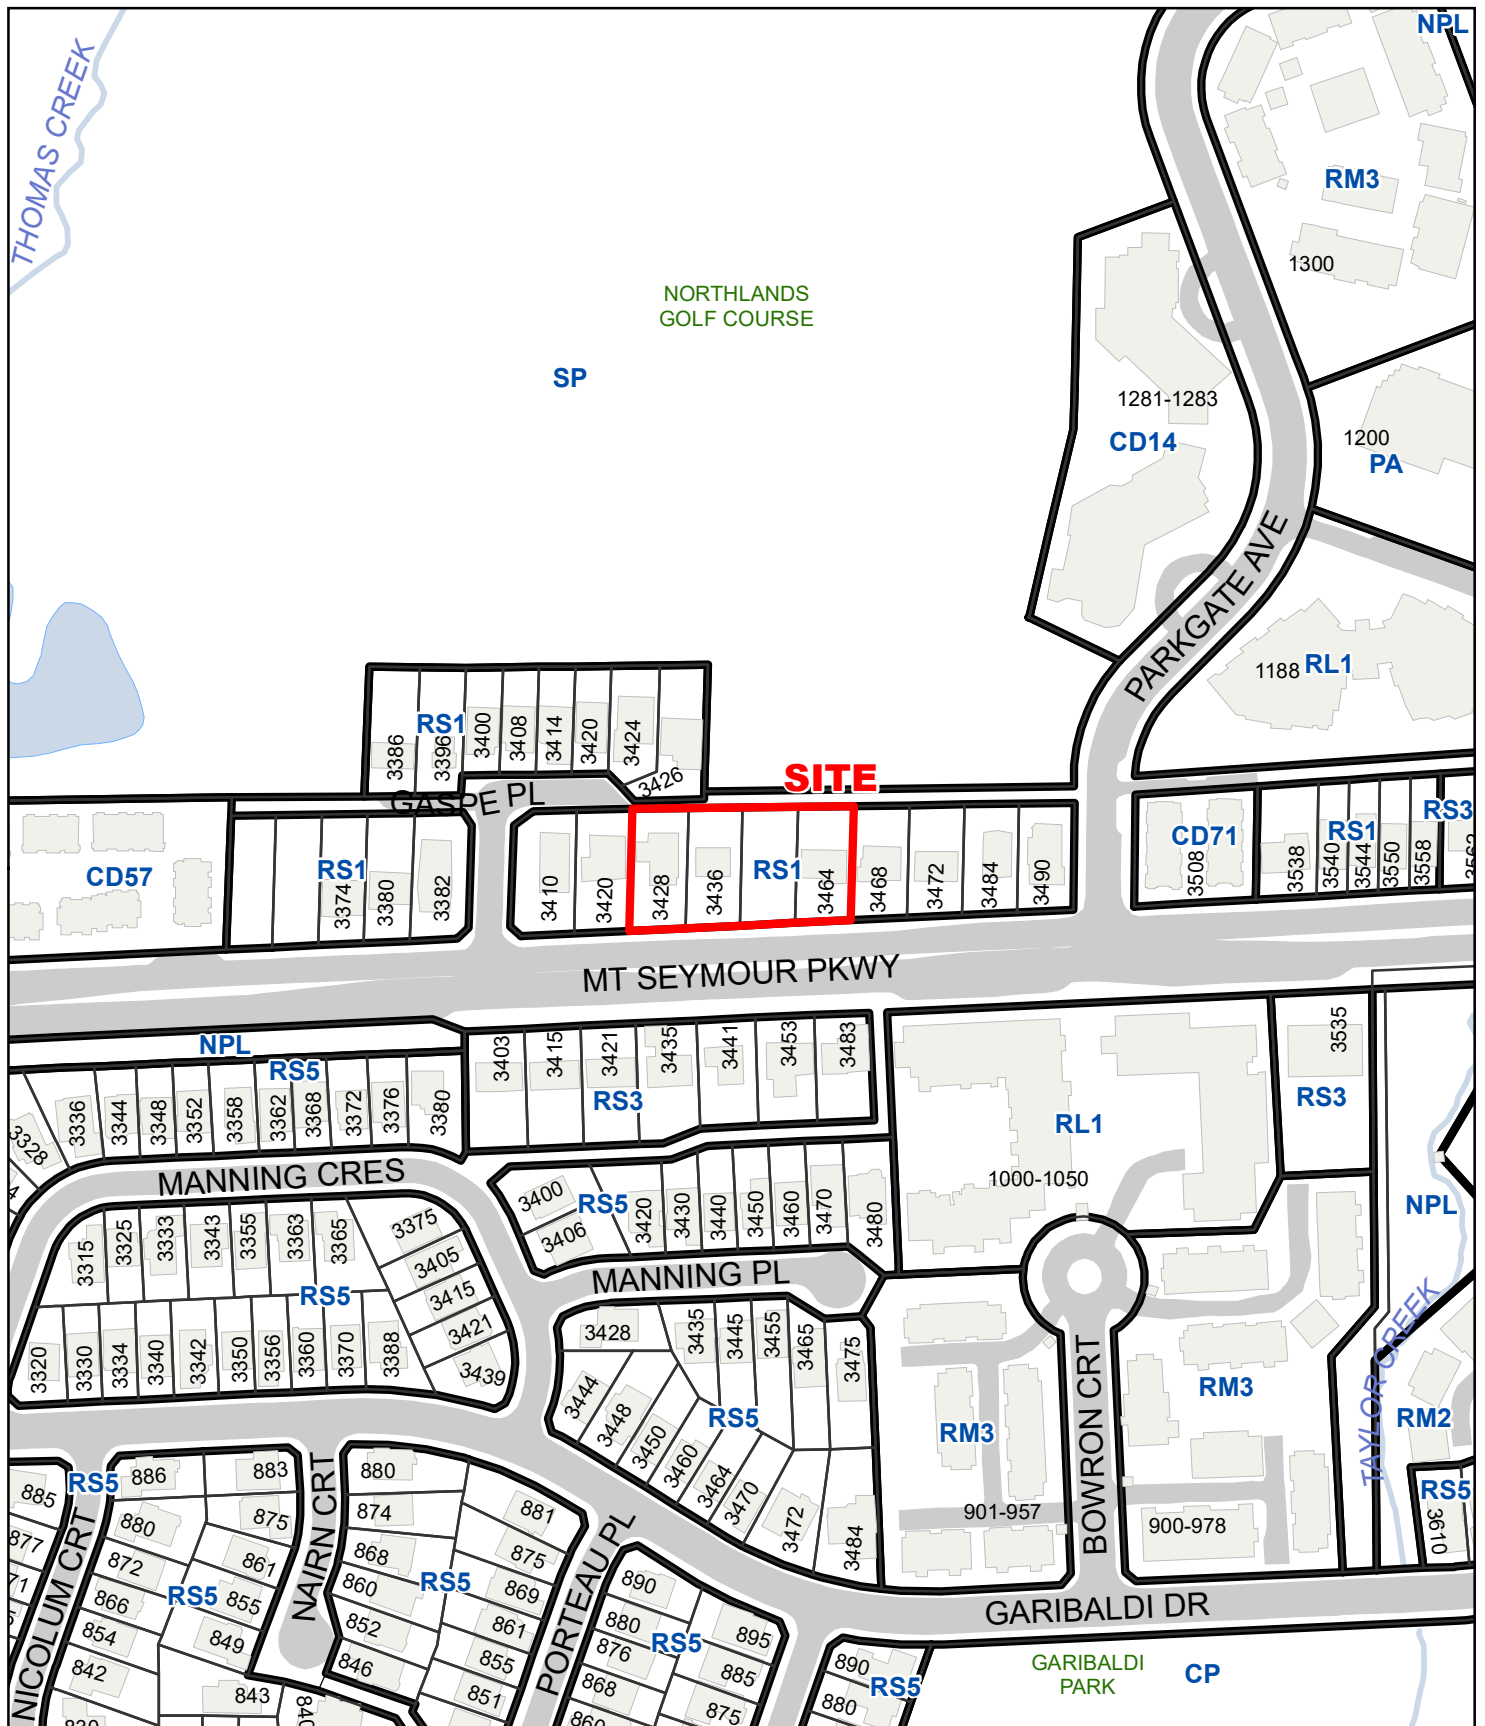 NPL
THOMAS CREEK
RM3
1300
NORTHLANDS
GOLF COURSE
SP
1281-1283
CD14
1200
PA
PARKGATE AVE
1188
RL1
RS1
3386
3396
3400
3408
3414
3420
3424
3426
GASPE PL
SITE
CD57
RS1
3374
3380
3382
3410
3420
3428
3436
RS1
3464
3468
3472
3484
3490
CD71
3508
3538
3540
RS1
3544
3550
3558
RS3
3562
MT SEYMOUR PKWY
NPL
RS5
3328
3336
3344
3348
3352
3358
3362
3368
3372
3376
3380
3403
3415
3421
3435
3441
3453
3483
RS3
RL1
1000-1050
3535
RS3
NPL
MANNING CRES
3400
3406
RS5
3420
3430
3440
3450
3460
3470
3480
MANNING PL
3315
3325
3333
3343
3355
3363
3365
3375
3405
3415
3421
3439
RS5
3320
3330
3334
3340
3342
3350
3356
3360
3370
3388
3428
3435
3445
3455
3465
3475
3444
3448
3450
3460
3464
3470
3472
3484
RS5
RM3
901-957
BOWRON CRT
RM3
900-978
TAYLOR CREEK
RM2
RS5
3610
RS5
885
877
71
NICOLUM CRT
886
883
880
875
872
861
866
RS5
855
854
849
842
843
NAIRN CRT
880
874
868
860
RS5
852
846
881
875
869
861
855
851
PORTEAU PL
890
880
RS5
895
876
885
868
875
GARIBALDI DR
890
RS5
880
GARIBALDI
PARK
CP